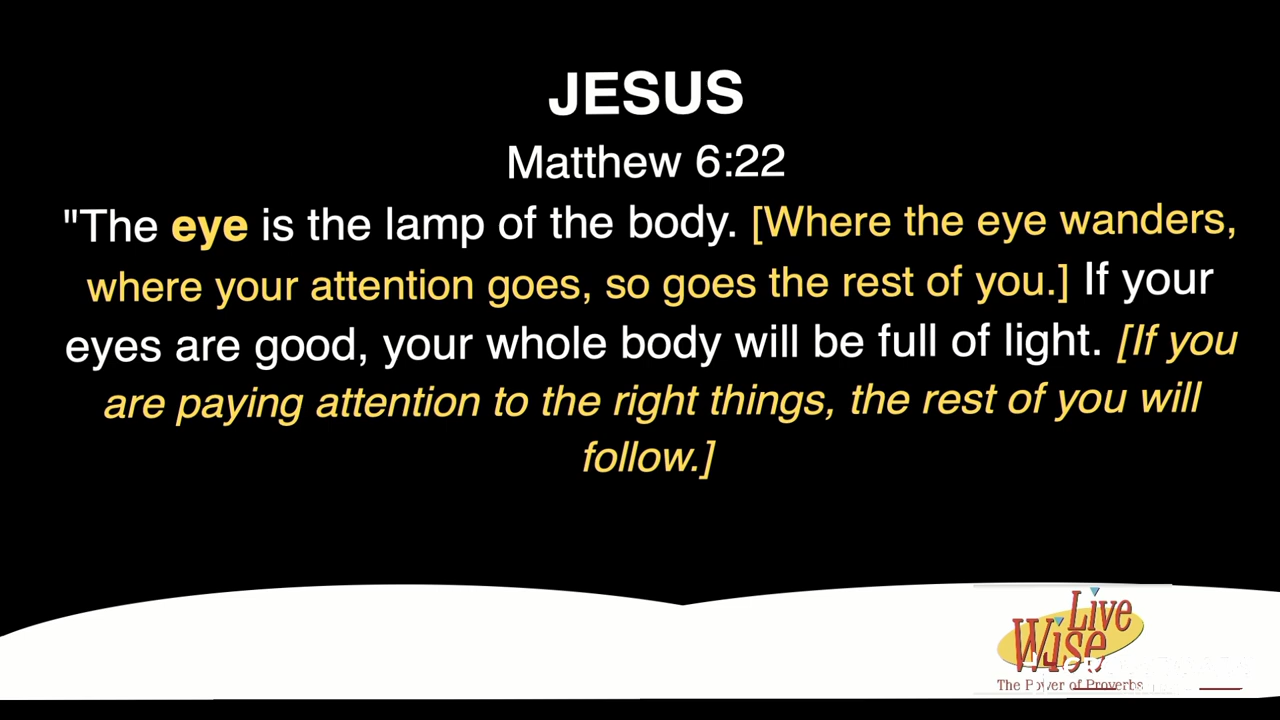 JESUS
Matthew 6:22
"The eye is the lamp of the body. [Where the eye wanders,
where your attention goes, so goes the rest of you.] If your
eyes are good, your whole body will be full of light. [If you
are paying attention to the right things, the rest of you will
follow.]
Live
Wise
The Power of Proverbs